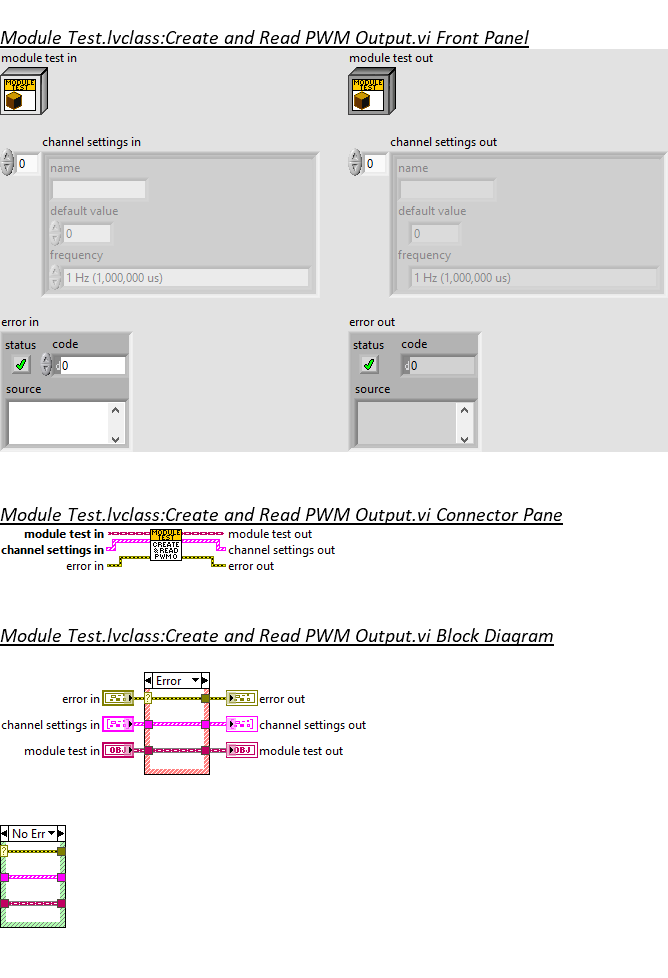 Module Test.lvclass:Create and Read PWM Output.vi Front Panel
module test in
module test out
MODULE TEST
MODULE TEST
channel settings in
channel settings out
0
0
name
name
default value
default value
0
0
frequency
frequency
1 Hz (1,000,000 us)
1 Hz (1,000,000 us)
error in
error out
status code
status code
d0
d0
source
source
Module Test.lvclass:Create and Read PWM Output.vi Connector Pane
module test in
module test out
MODULE TEST
channel settings in
CREATE & READ PWM O
channel settings out
error in
error out
Module Test.lvclass:Create and Read PWM Output.vi Block Diagram
Error
error in
?
error out
channel settings in
channel settings out
module test in
OBJ
OBJ
module test out
No Err
?